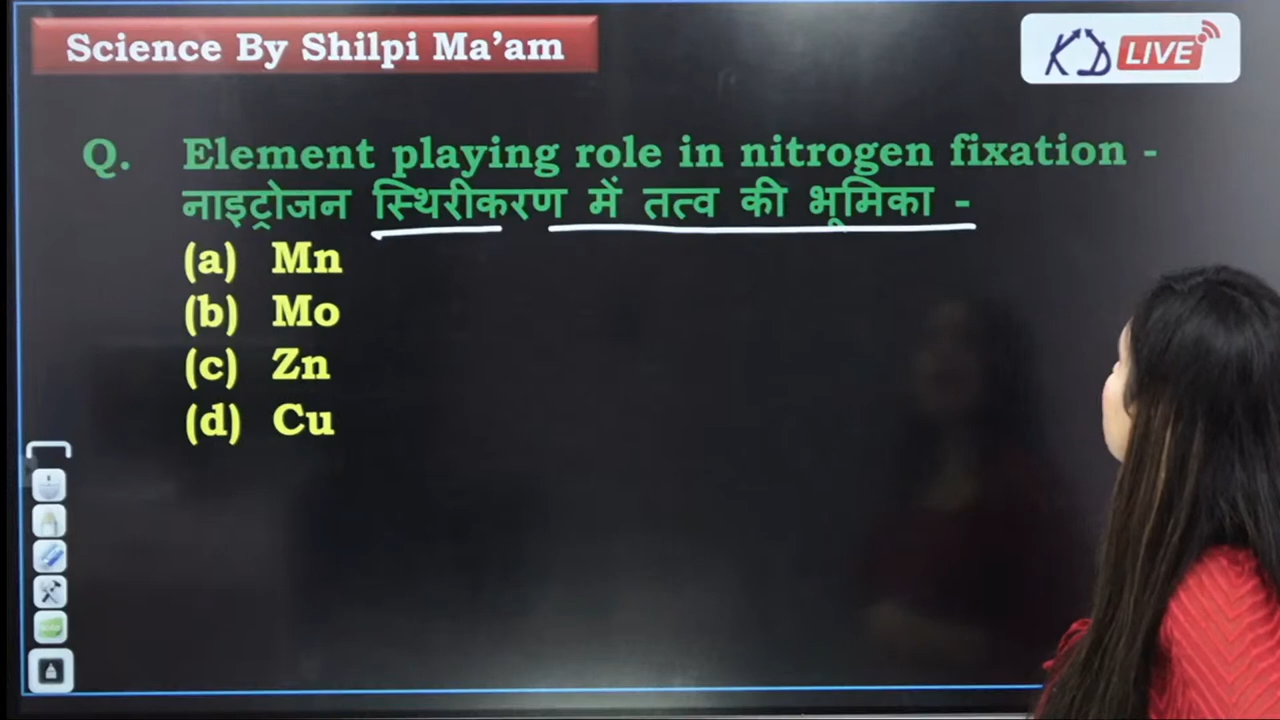 Science By Shilpi Ma’am
KD LIVE
Q. Element playing role in nitrogen fixation -
नाइट्रोजन स्थिरीकरण में तत्व की भूमिका -
(a) Mn
(b) Mo
(c) Zn
(d) Cu